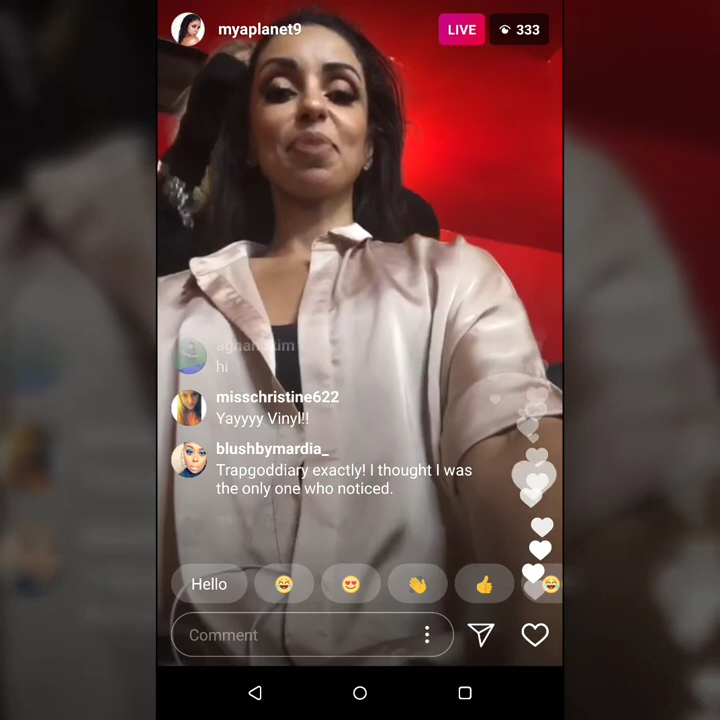 myaplanet9
LIVE
333
hi
misschristine622
Yayyyy Vinyl!!
blushbymardia_
Trapgoddiary exactly! I thought I was
the only one who noticed.
Hello
Comment